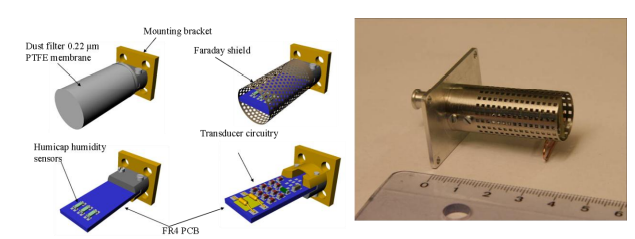 Mounting bracket
Dust filter 0.22 µm
PTFE membrane
Faraday shield
Humicap humidity
sensors
Transducer circuitry
FR4 PCB
0 1 2 3 4 5 6